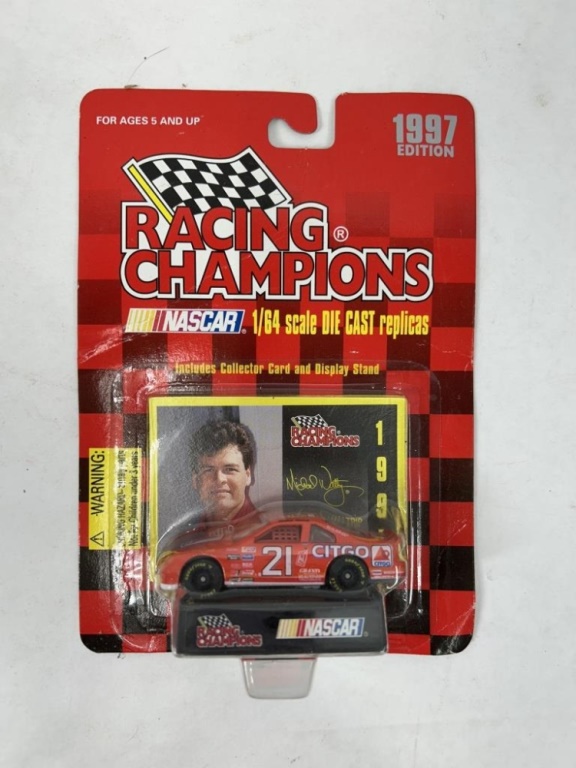 FOR AGES 5 AND UP
1997
EDITION
RACING ®
CHAMPIONS
NASCAR® 1/64 scale DIE CAST replicas
Includes Collector Card and Display Stand
RACING
CHAMPIONS
199
WARNING:
21 CITGO
CITGO
RACING
CHAMPIONS
NASCAR®